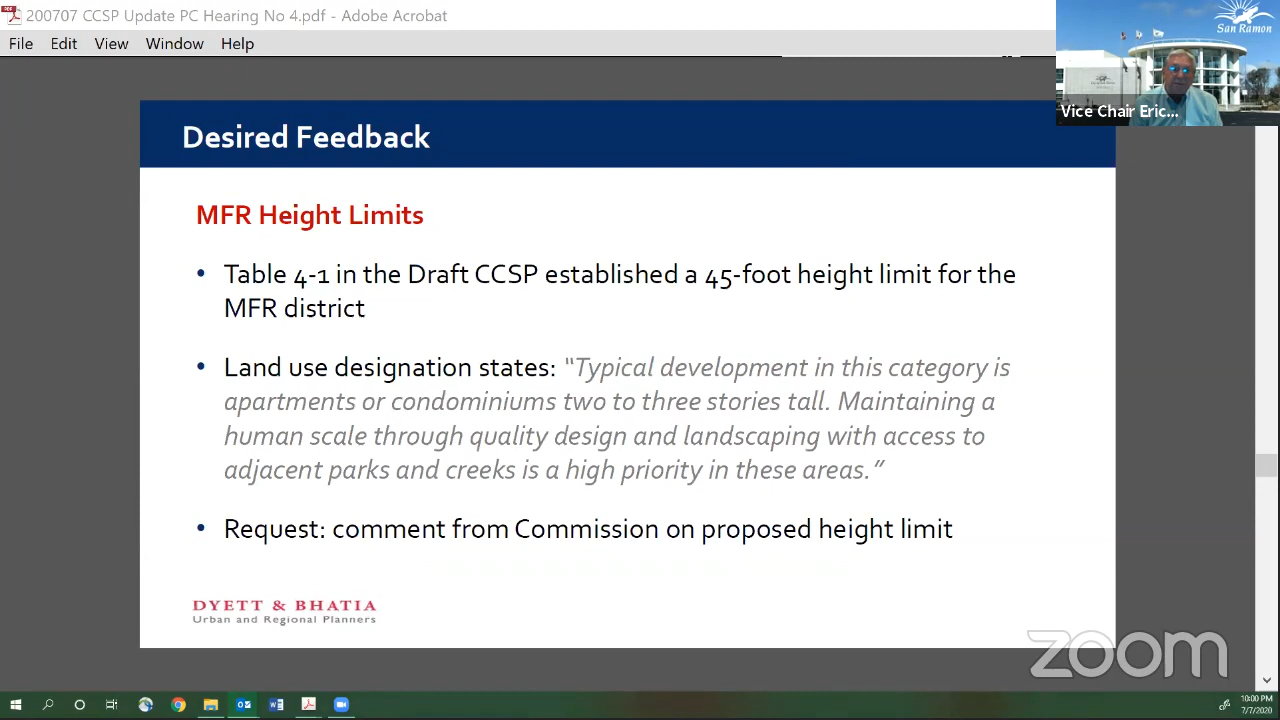 200707 CCSP Update PC Hearing No 4.pdf - Adobe Acrobat
File Edit View Window Help
San Ramon
Vice Chair Eric...
Desired Feedback
MFR Height Limits
• Table 4-1 in the Draft CCSP established a 45-foot height limit for the
MFR district
• Land use designation states: “Typical development in this category is
apartments or condominiums two to three stories tall. Maintaining a
human scale through quality design and landscaping with access to
adjacent parks and creeks is a high priority in these areas.”
• Request: comment from Commission on proposed height limit
DYETT & BHATIA
Urban and Regional Planners
zoom
10:00 PM
7/7/2020